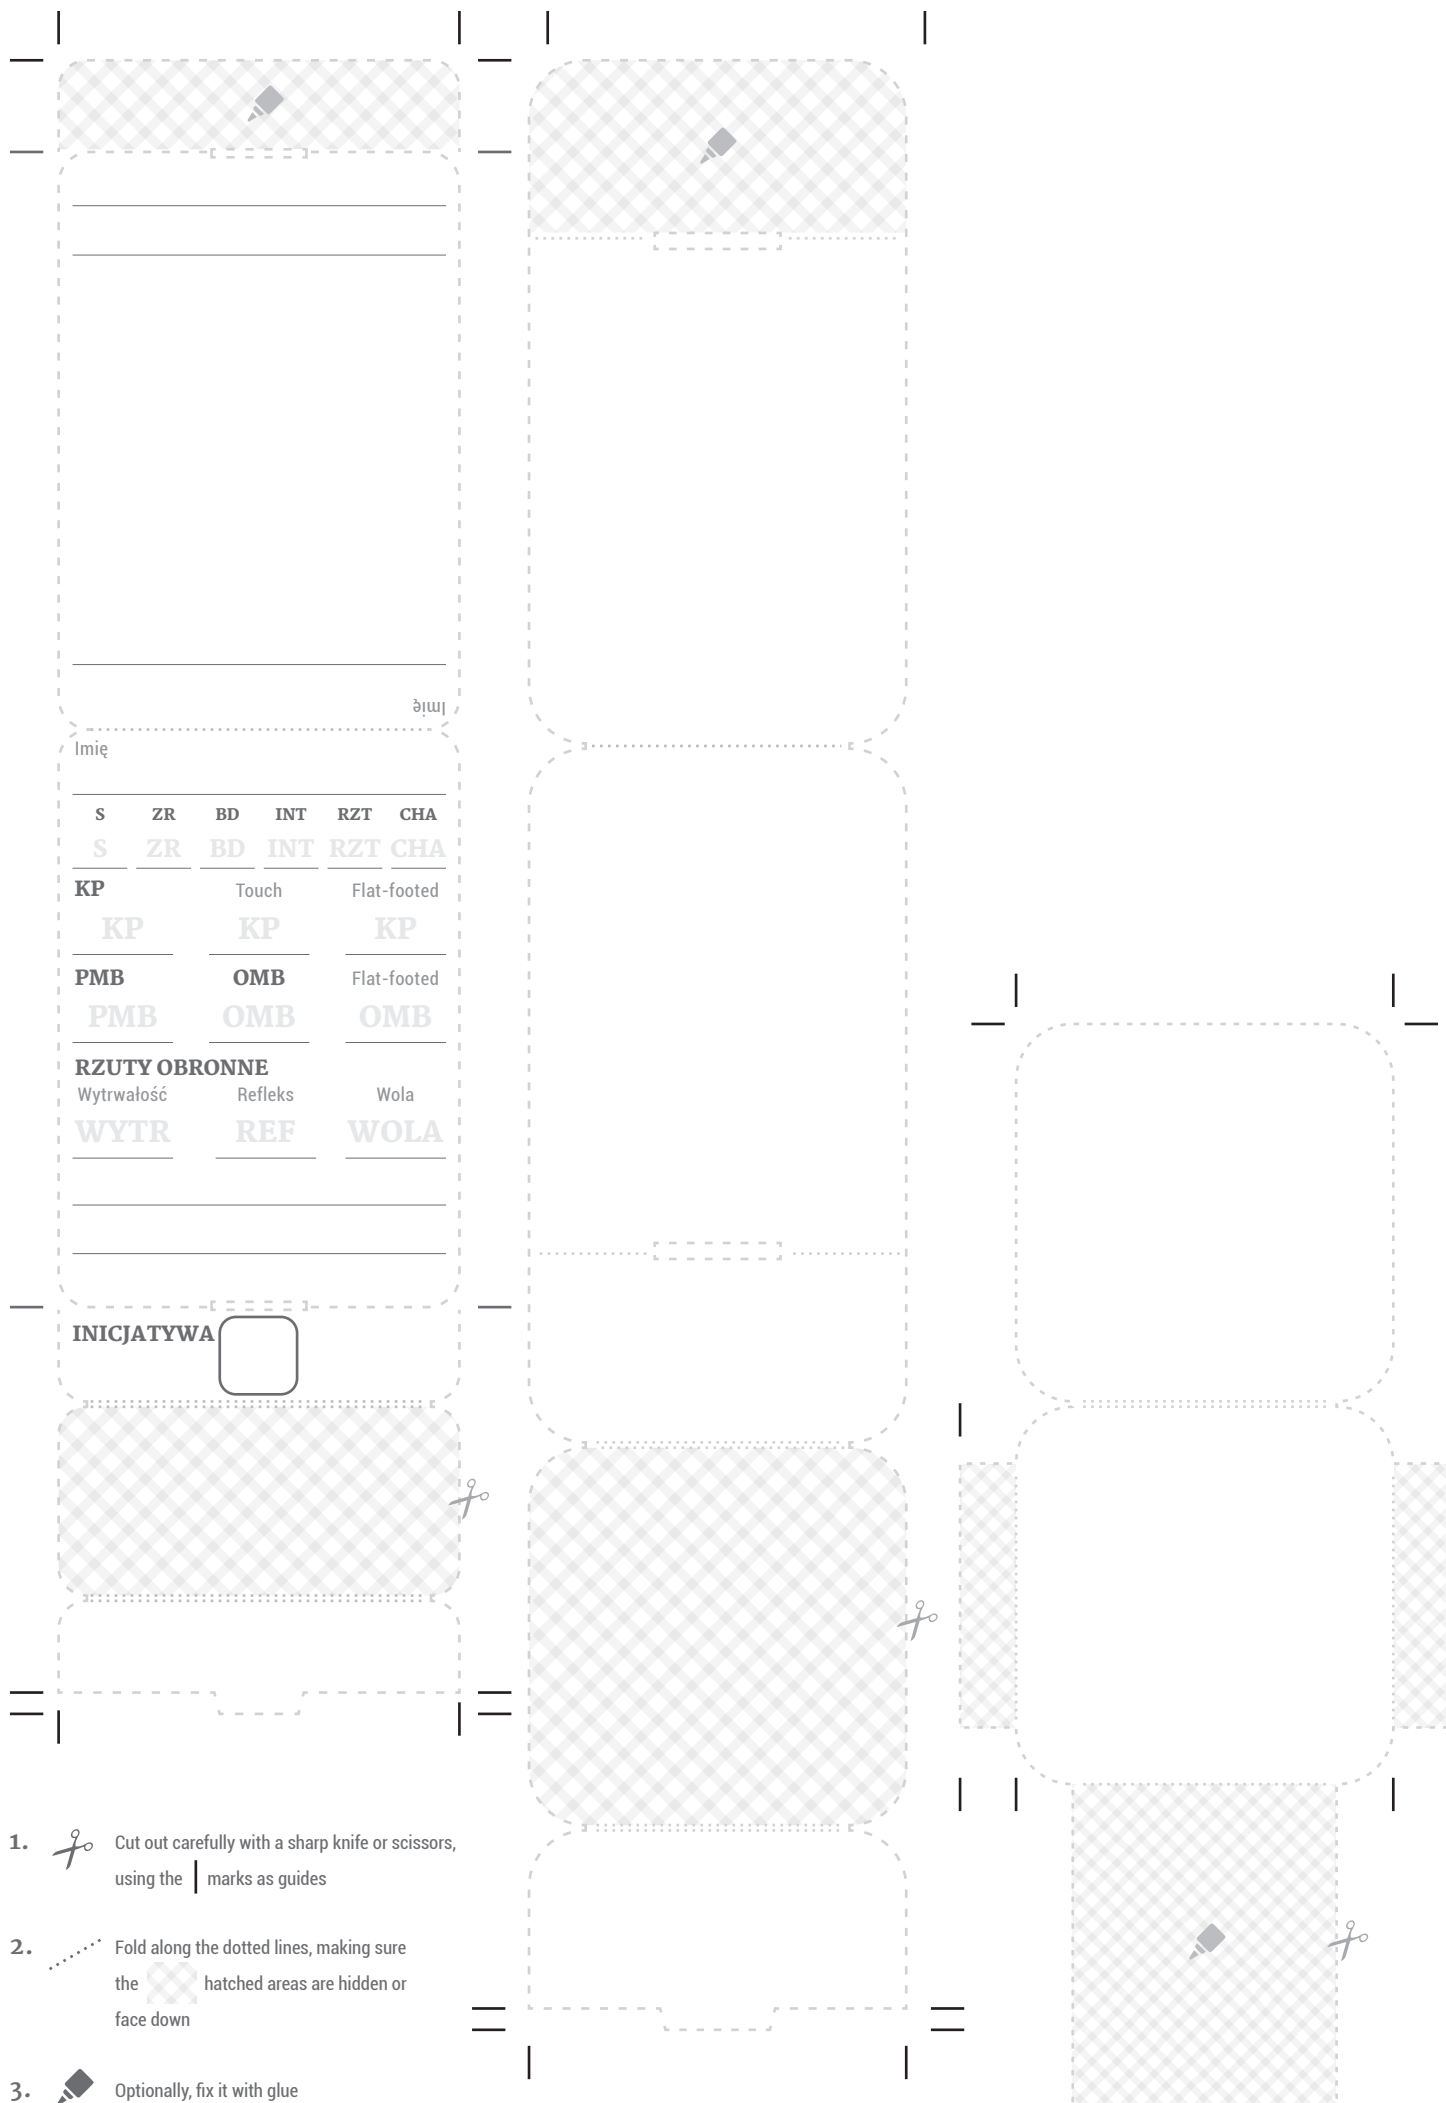 Imię
Imię
S ZR BD INT RZT CHA
S ZR BD INT RZT CHA
KP Touch Flat-footed
KP KP KP
PMB OMB Flat-footed
PMB OMB OMB
RZUTY OBRONNE
Wytrwałość Refleks Wola
WYTR REF WOLA
INICJATYWA
1. Cut out carefully with a sharp knife or scissors,
using the marks as guides
2. Fold along the dotted lines, making sure
the hatched areas are hidden or
face down
3. Optionally, fix it with glue